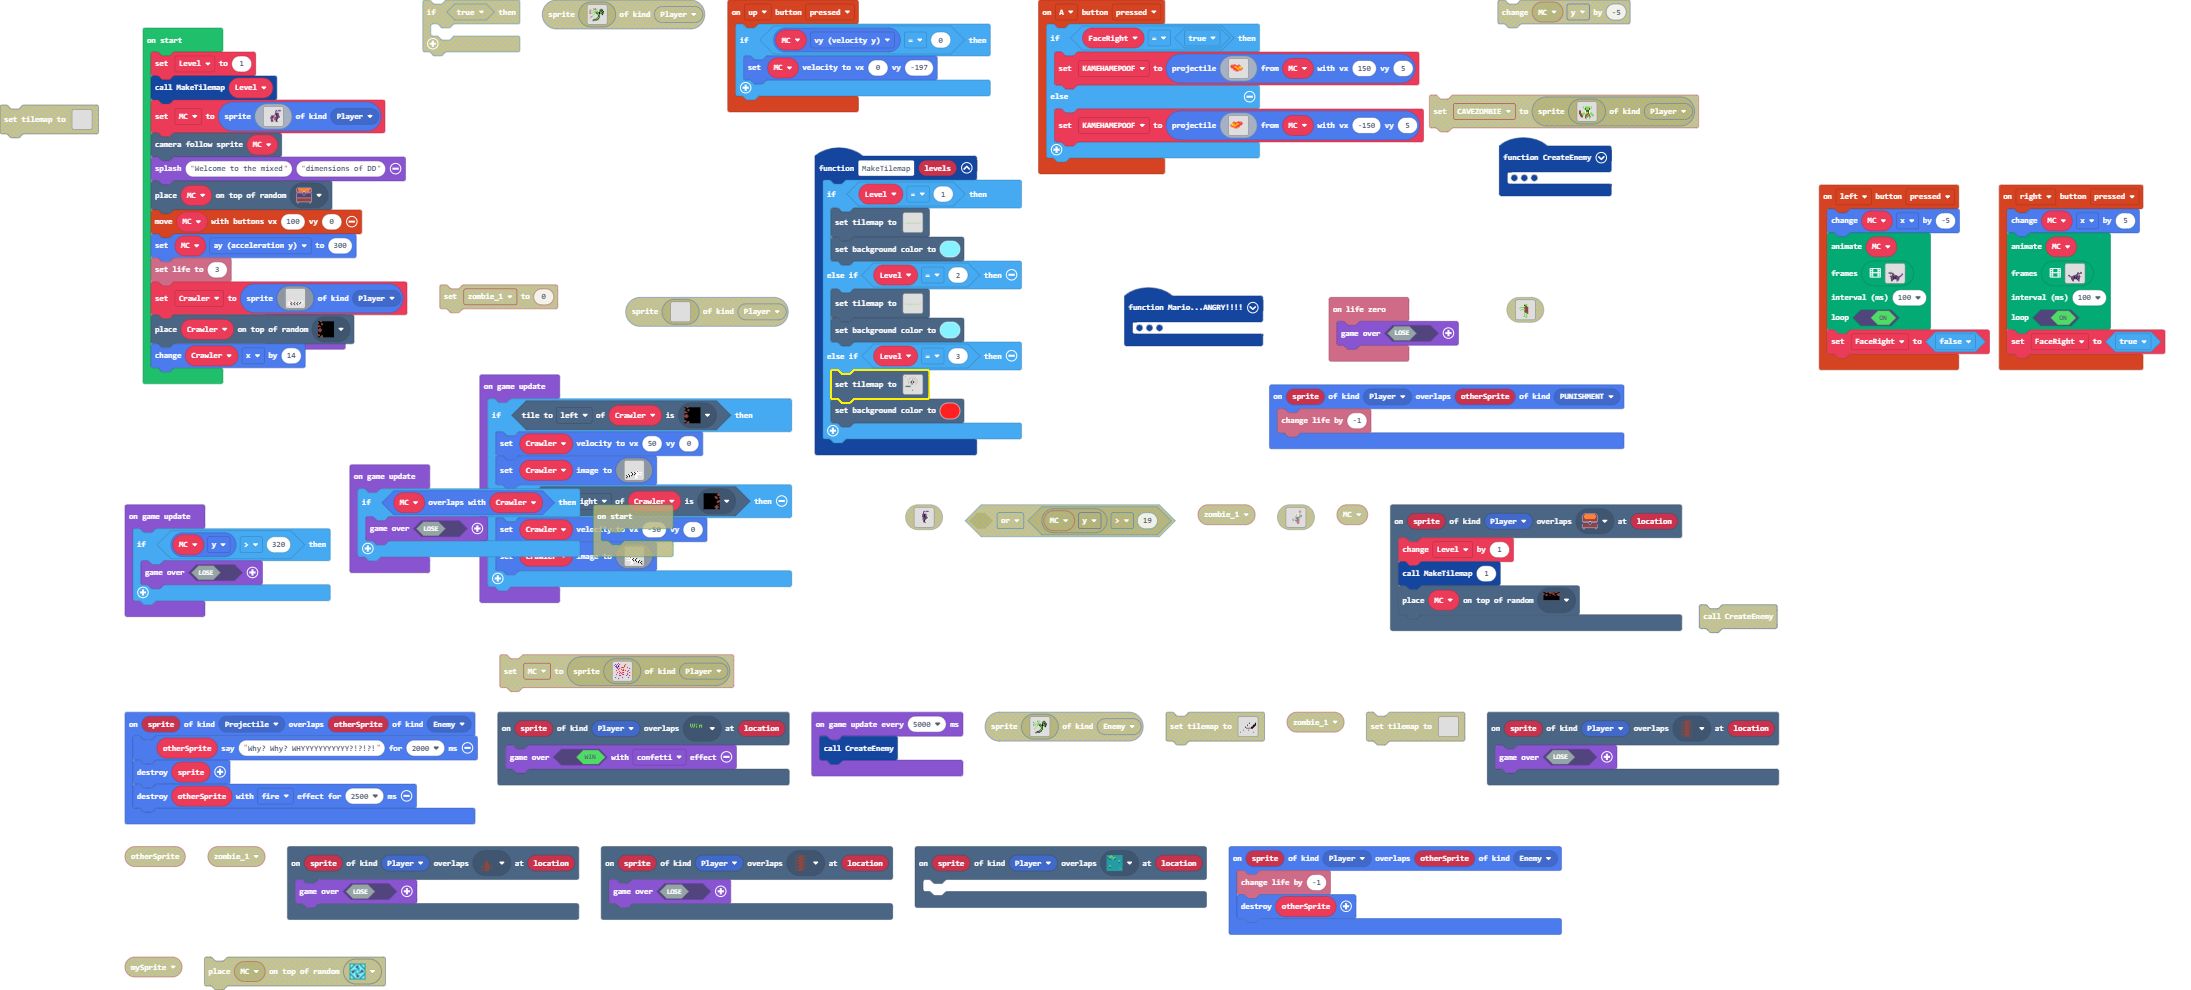 if true then
sprite of kind Player
on up button pressed
if MC vy (velocity y) = 0 then
set MC velocity to vx 0 vy -197
on A button pressed
if FaceRight = true then
set KAMEHAMEPOOF to projectile from MC with vx 150 vy 5
else
set KAMEHAMEPOOF to projectile from MC with vx -150 vy 5
change MC y by -5
set tilemap to
on start
set Level to 1
call MakeTilemap Level
set MC to sprite of kind Player
camera follow sprite MC
splash "Welcome to the mixed" "dimensions of DD"
place MC on top of random
move MC with buttons vx 100 vy 0
set MC ay (acceleration y) to 300
set life to 3
set Crawler to sprite of kind Player
place Crawler on top of random
change Crawler x by 14
set CAVEZOMBIE to sprite of kind Player
function CreateEnemy
function MakeTilemap levels
if Level = 1 then
set tilemap to
set background color to
else if Level = 2 then
set tilemap to
set background color to
else if Level = 3 then
set tilemap to
set background color to
on left button pressed
change MC x by -5
animate MC
frames
interval (ms) 100
loop ON
set FaceRight to false
on right button pressed
change MC x by 5
animate MC
frames
interval (ms) 100
loop ON
set FaceRight to true
set zombie_1 to 0
sprite of kind Player
function Mario...ANGRY!!!!
on life zero
game over LOSE
on game update
if tile to left of Crawler is then
set Crawler velocity to vx 50 vy 0
set Crawler image to
ight of Crawler is then
set Crawler velocity to vx -50 vy 0
set Crawler image to
on start
on game update
if MC overlaps with Crawler then
game over LOSE
on game update
if MC y > 320 then
game over LOSE
on sprite of kind Player overlaps otherSprite of kind PUNISHMENT
change life by -1
or MC y > 19
zombie_1
MC
on sprite of kind Player overlaps at location
change Level by 1
call MakeTilemap 1
place MC on top of random
call CreateEnemy
set MC to sprite of kind Player
on sprite of kind Projectile overlaps otherSprite of kind Enemy
otherSprite say "Why? Why? WHYYYYYYYYYYY?!?!?!" for 2000 ms
destroy sprite
destroy otherSprite with fire effect for 2500 ms
on sprite of kind Player overlaps at location
game over WIN with confetti effect
on game update every 5000 ms
call CreateEnemy
sprite of kind Enemy
set tilemap to
zombie_1
set tilemap to
on sprite of kind Player overlaps at location
game over LOSE
otherSprite
zombie_1
on sprite of kind Player overlaps at location
game over LOSE
on sprite of kind Player overlaps at location
game over LOSE
on sprite of kind Player overlaps at location
on sprite of kind Player overlaps otherSprite of kind Enemy
change life by -1
destroy otherSprite
mySprite
place MC on top of random